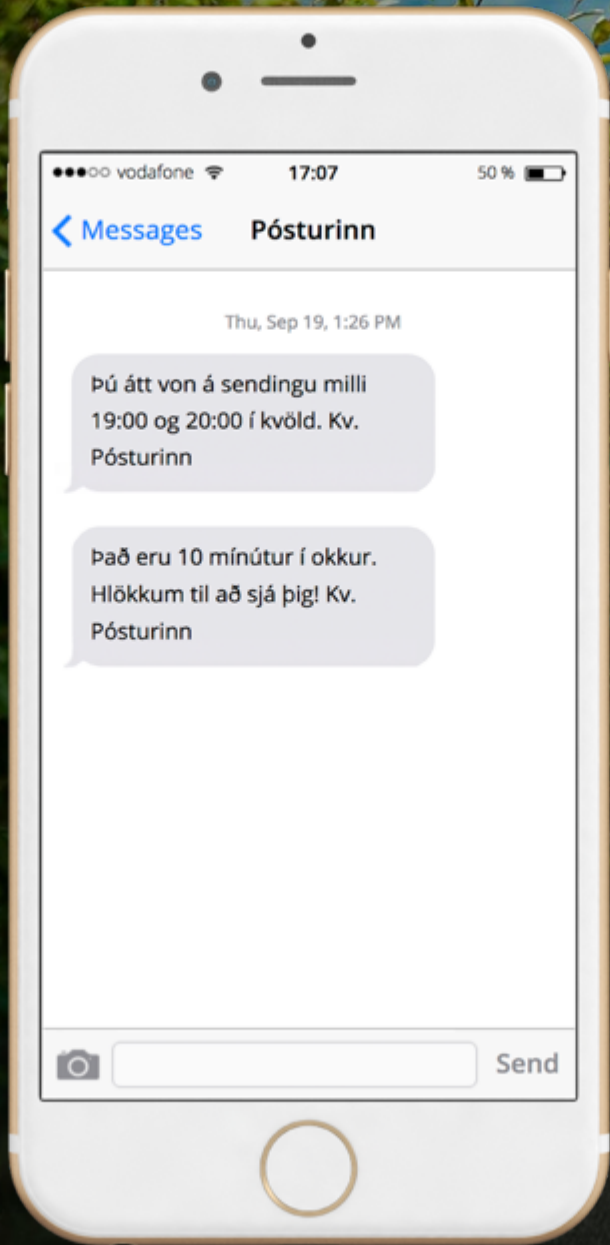 ●●●○○ vodafone 17:07 50 %
Messages Pósturinn
Thu, Sep 19, 1:26 PM
Þú átt von á sendingu milli
19:00 og 20:00 í kvöld. Kv.
Pósturinn
Það eru 10 mínútur í okkur.
Hlökkum til að sjá þig! Kv.
Pósturinn
Send